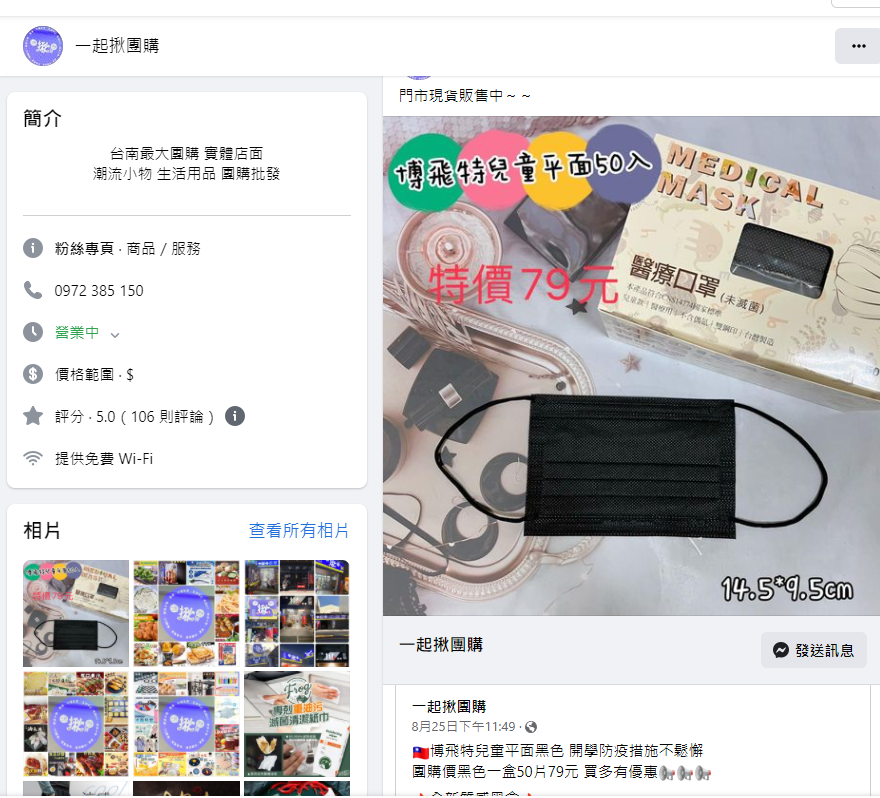 一起揪團購
簡介
台南最大團購 實體店面
潮流小物 生活用品 團購批發
粉絲專頁 · 商品 / 服務
0972 385 150
營業中
價格範圍 · $
評分 · 5.0 ( 106 則評論 )
提供免費 Wi-Fi
相片
查看所有相片
門市現貨販售中~~
博飛特兒童平面50入
特價79元
MEDICAL
MASK
醫療口罩(未滅菌)
14.5*9.5cm
一起揪團購
發送訊息
一起揪團購
8月25日下午11:49 ·
博飛特兒童平面黑色 開學防疫措施不鬆懈
團購價黑色一盒50片79元 買多有優惠